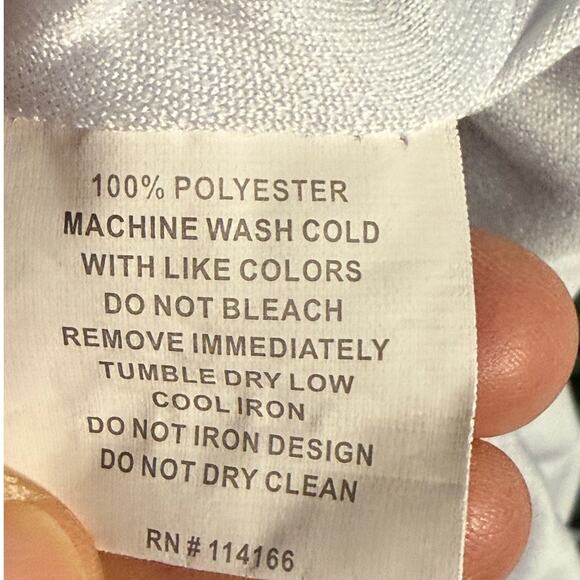 100% POLYESTER
MACHINE WASH COLD
WITH LIKE COLORS
DO NOT BLEACH
REMOVE IMMEDIATELY
TUMBLE DRY LOW
COOL IRON
DO NOT IRON DESIGN
DO NOT DRY CLEAN
RN # 114166